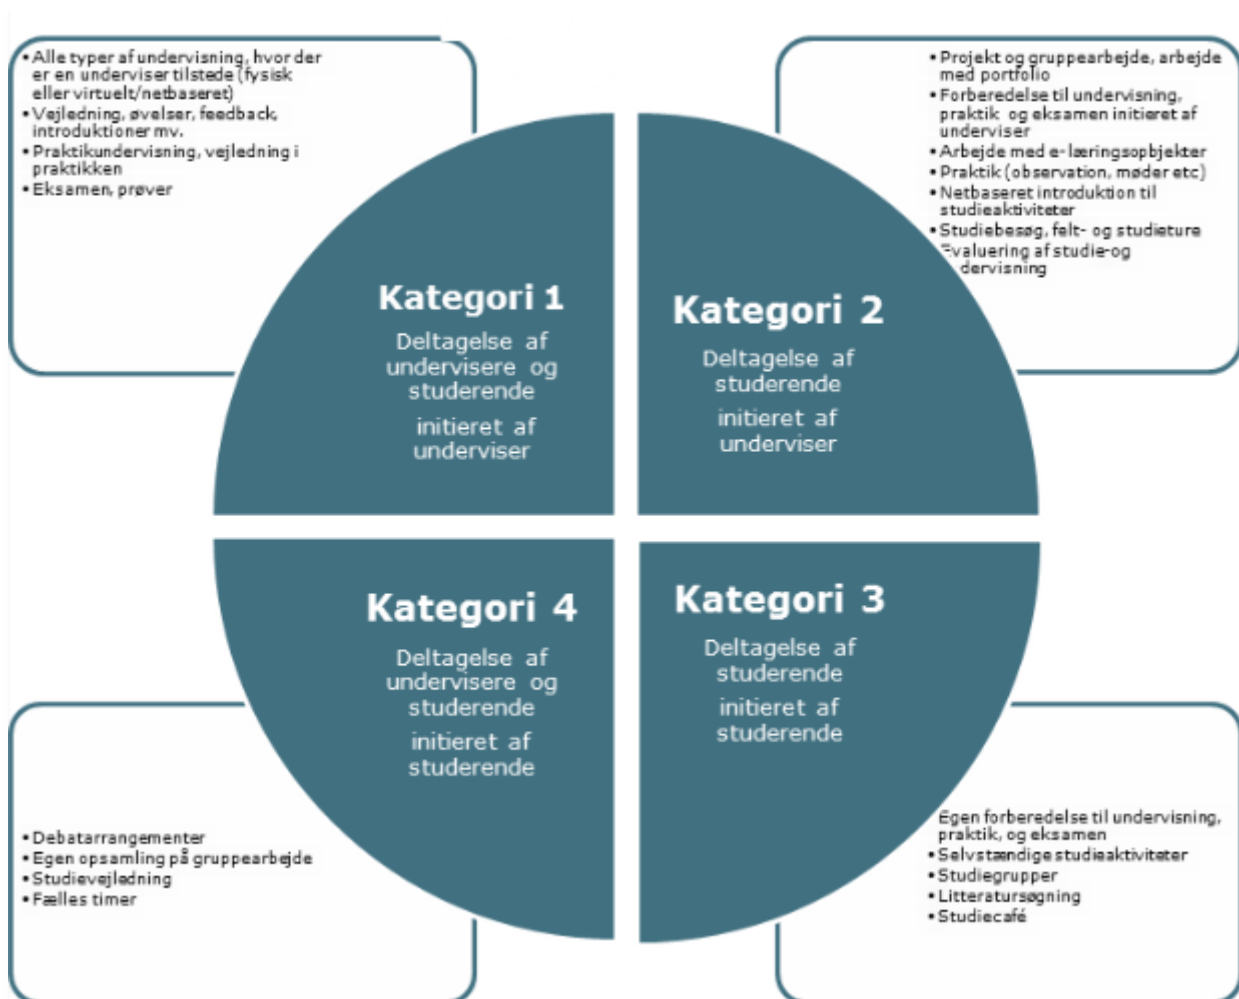 • Alle typer af undervisning, hvor der
er en underviser tilstede (fysisk
eller virtuelt/netbaseret)
• Vejledning, øvelser, feedback,
introduktioner mv.
• Praktikundervisning, vejledning i
praktikken
• Eksamen, prøver
• Projekt og gruppearbejde, arbejde
med portfolio
• Forberedelse til undervisning,
praktik og eksamen initieret af
underviser
• Arbejde med e-læringsopbjekter
• Praktik (observation, møder etc)
• Netbaseret introduktion til
studieaktiviteter
• Studiebesøg, felt- og studieture
Evaluering af studie-og
dervisning
Kategori 1
Deltagelse af
undervisere og
studerende
initieret af
underviser
Kategori 2
Deltagelse af
studerende
initieret af
underviser
Kategori 4
Deltagelse af
undervisere og
studerende
initieret af
studerende
Kategori 3
Deltagelse af
studerende
initieret af
studerende
• Debatarrangementer
• Egen opsamling på gruppearbejde
• Studievejledning
• Fælles timer
Egen forberedelse til undervisning,
praktik, og eksamen
• Selvstændige studieaktiviteter
• Studiegrupper
• Litteratursøgning
• Studiecafé